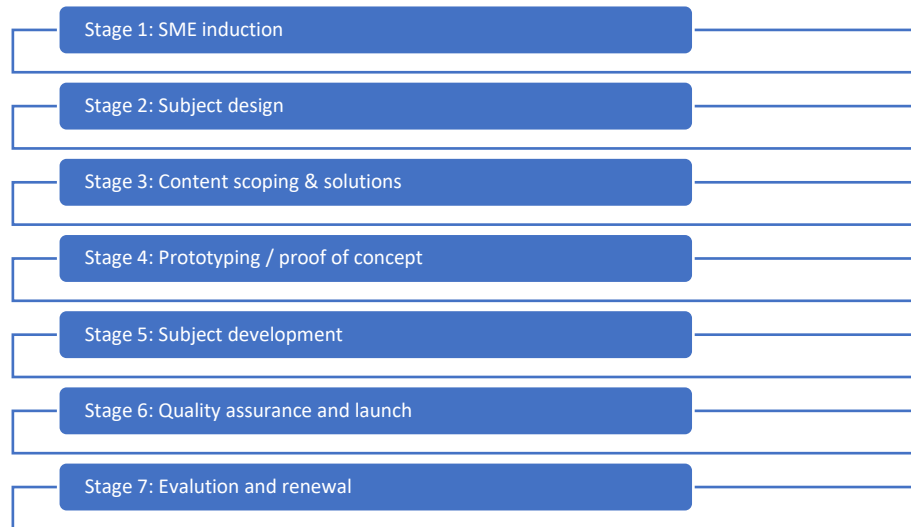 Stage 1: SME induction
Stage 2: Subject design
Stage 3: Content scoping & solutions
Stage 4: Prototyping / proof of concept
Stage 5: Subject development
Stage 6: Quality assurance and launch
Stage 7: Evalution and renewal